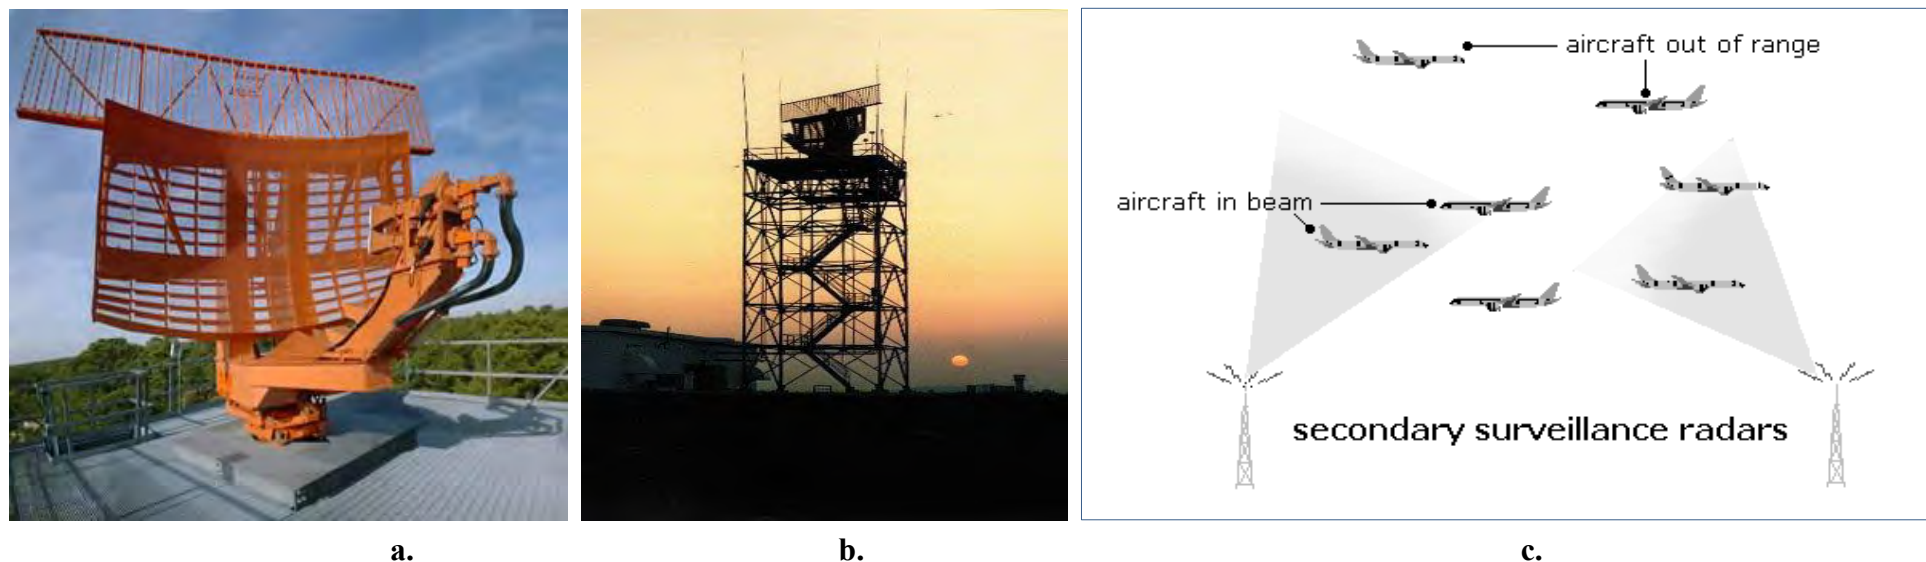 aircraft out of range
aircraft in beam
secondary surveillance radars
a.
b.
c.